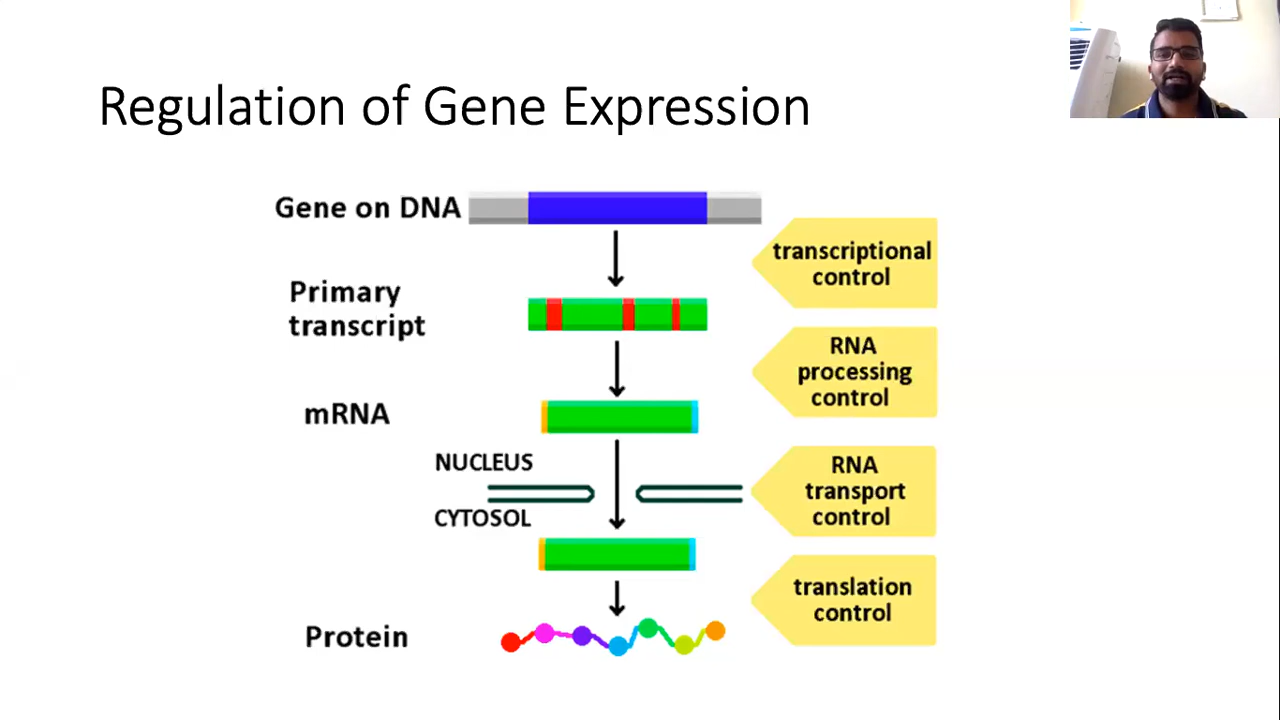 Regulation of Gene Expression
Gene on DNA
transcriptional
control
Primary
transcript
RNA
processing
control
mRNA
NUCLEUS
RNA
transport
control
CYTOSOL
translation
control
Protein